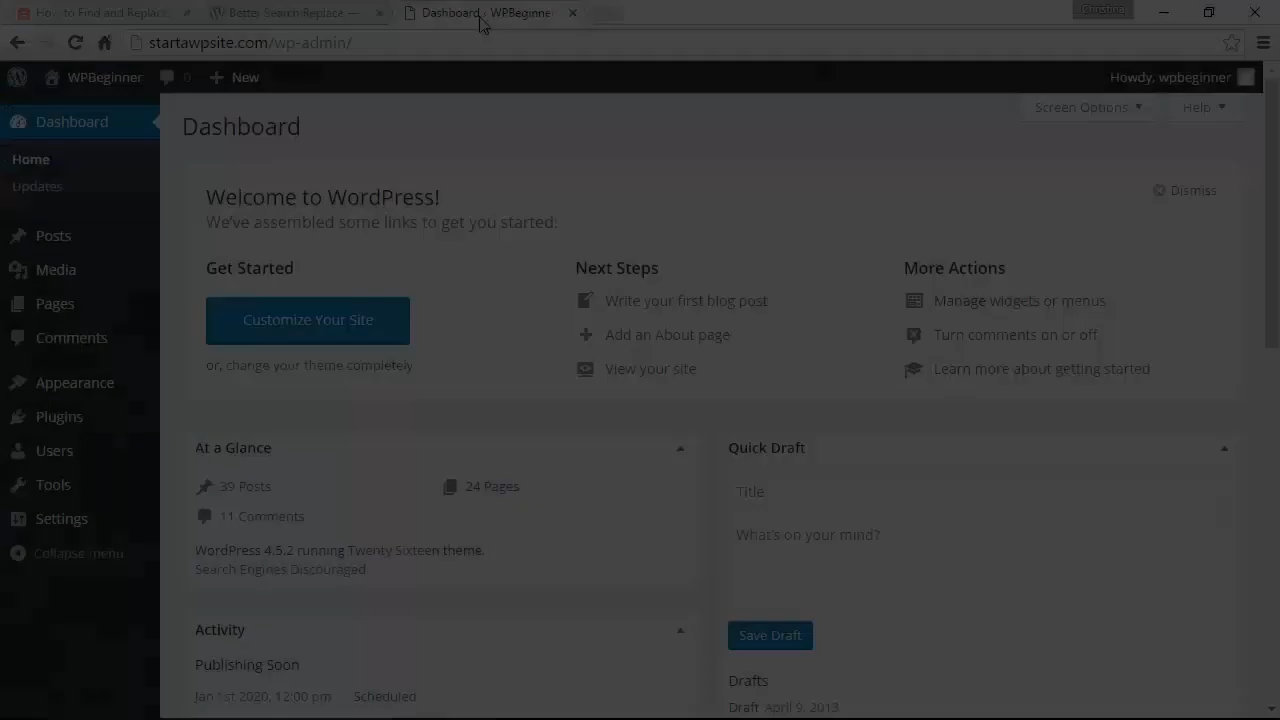 How to Find and Replace
Better Search Replace —
Dashboard ‹ WPBeginne
Christina
startawpsite.com/wp-admin/
WPBeginner 0 New
Howdy, wpbeginner
Dashboard
Home
Updates
Posts
Media
Pages
Comments
Appearance
Plugins
Users
Tools
Settings
Collapse menu
Dashboard
Screen Options
Help
Welcome to WordPress!
We've assembled some links to get you started:
Dismiss
Get Started
Customize Your Site
or, change your theme completely
Next Steps
Write your first blog post
Add an About page
View your site
More Actions
Manage widgets or menus
Turn comments on or off
Learn more about getting started
At a Glance
39 Posts
24 Pages
11 Comments
WordPress 4.5.2 running Twenty Sixteen theme.
Search Engines Discouraged
Activity
Publishing Soon
Jan 1st 2020, 12:00 pm Scheduled
Quick Draft
Title
What's on your mind?
Save Draft
Drafts
Draft April 9, 2013